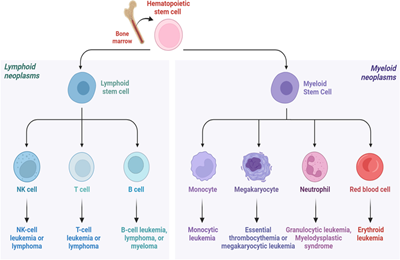 Hematopoietic
stem cell
Bone
marrow
Lymphoid
neoplasms
Myeloid
neoplasms
Lymphoid
stem cell
Myeloid
Stem Cell
NK cell
T cell
B cell
Monocyte
Megakaryocyte
Neutrophil
Red blood cell
NK-cell
leukemia or
lymphoma
T-cell
leukemia or
lymphoma
B-cell leukemia,
lymphoma, or
myeloma
Monocytic
leukemia
Essential
thrombocythemia or
megakaryocytic leukemia
Granulocytic leukemia,
Myelodysplastic
syndrome
Erythroid
leukemia